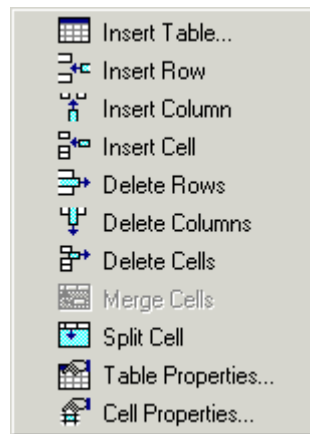 Insert Table...
Insert Row
Insert Column
Insert Cell
Delete Rows
Delete Columns
Delete Cells
Merge Cells
Split Cell
Table Properties...
Cell Properties...